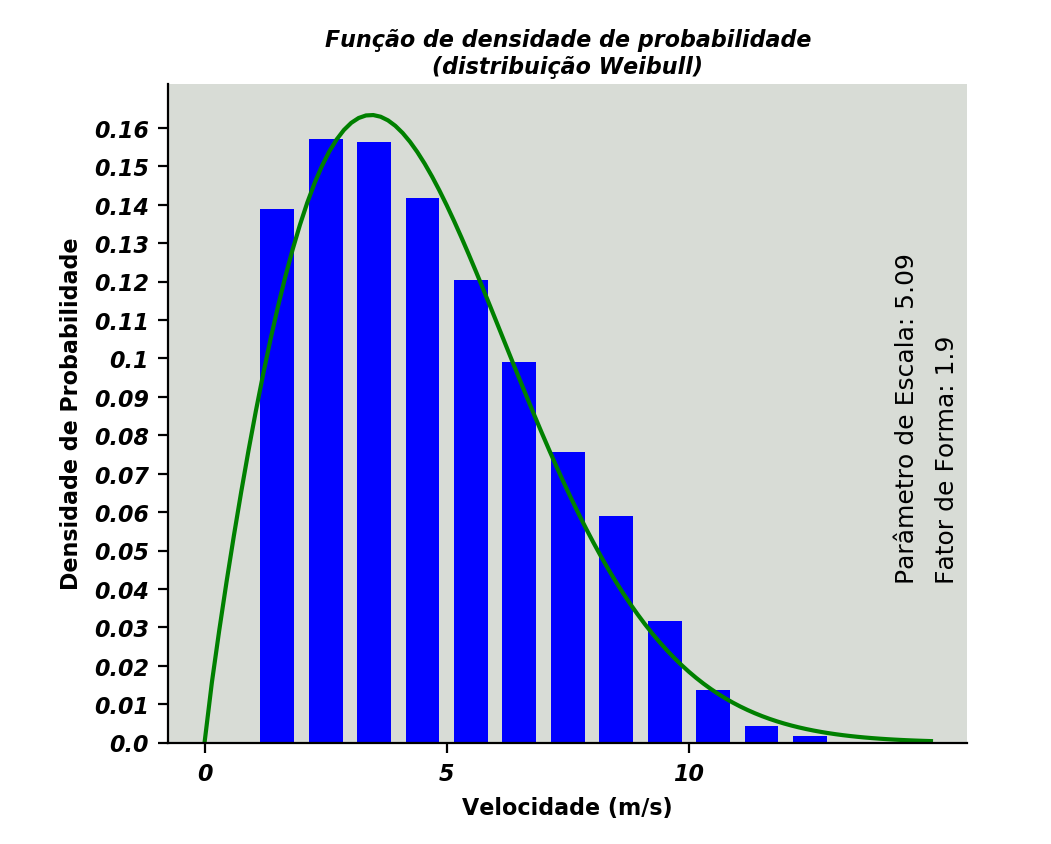 Função de densidade de probabilidade
(distribuição Weibull)
Densidade de Probabilidade
0.16
0.15
0.14
0.13
0.12
0.11
0.1
0.09
0.08
0.07
0.06
0.05
0.04
0.03
0.02
0.01
0.0
0 5 10
Velocidade (m/s)
Parâmetro de Escala: 5.09
Fator de Forma: 1.9